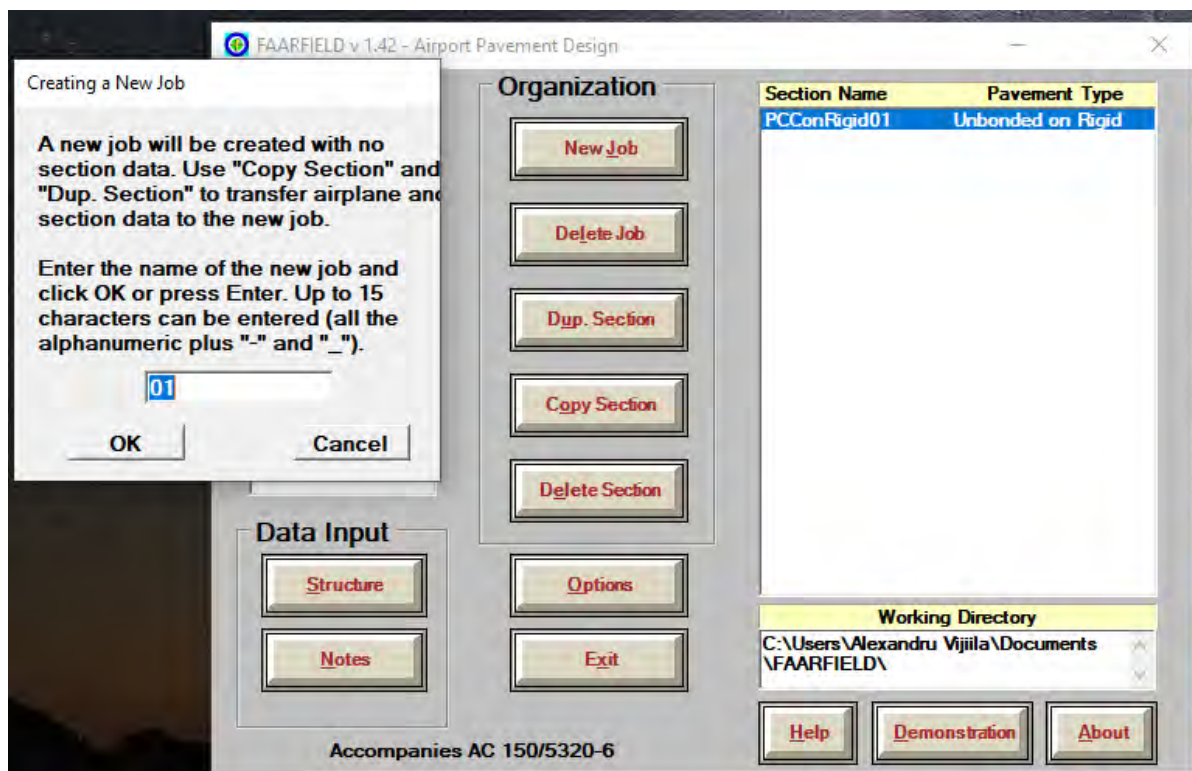 FAARFIELD v 1.42 - Airport Pavement Design
Creating a New Job
A new job will be created with no
section data. Use "Copy Section" and
"Dup. Section" to transfer airplane and
section data to the new job.
Enter the name of the new job and
click OK or press Enter. Up to 15
characters can be entered (all the
alphanumeric plus "-" and "_").
01
OK
Cancel
Organization
New Job
Delete Job
Dup. Section
Copy Section
Delete Section
Data Input
Structure
Notes
Options
Exit
Section Name Pavement Type
PCConRigid01 Unbonded on Rigid
Working Directory
C:\Users\Alexandru Vijiila\Documents
\FAARFIELD\
Help
Demonstration
About
Accompanies AC 150/5320-6